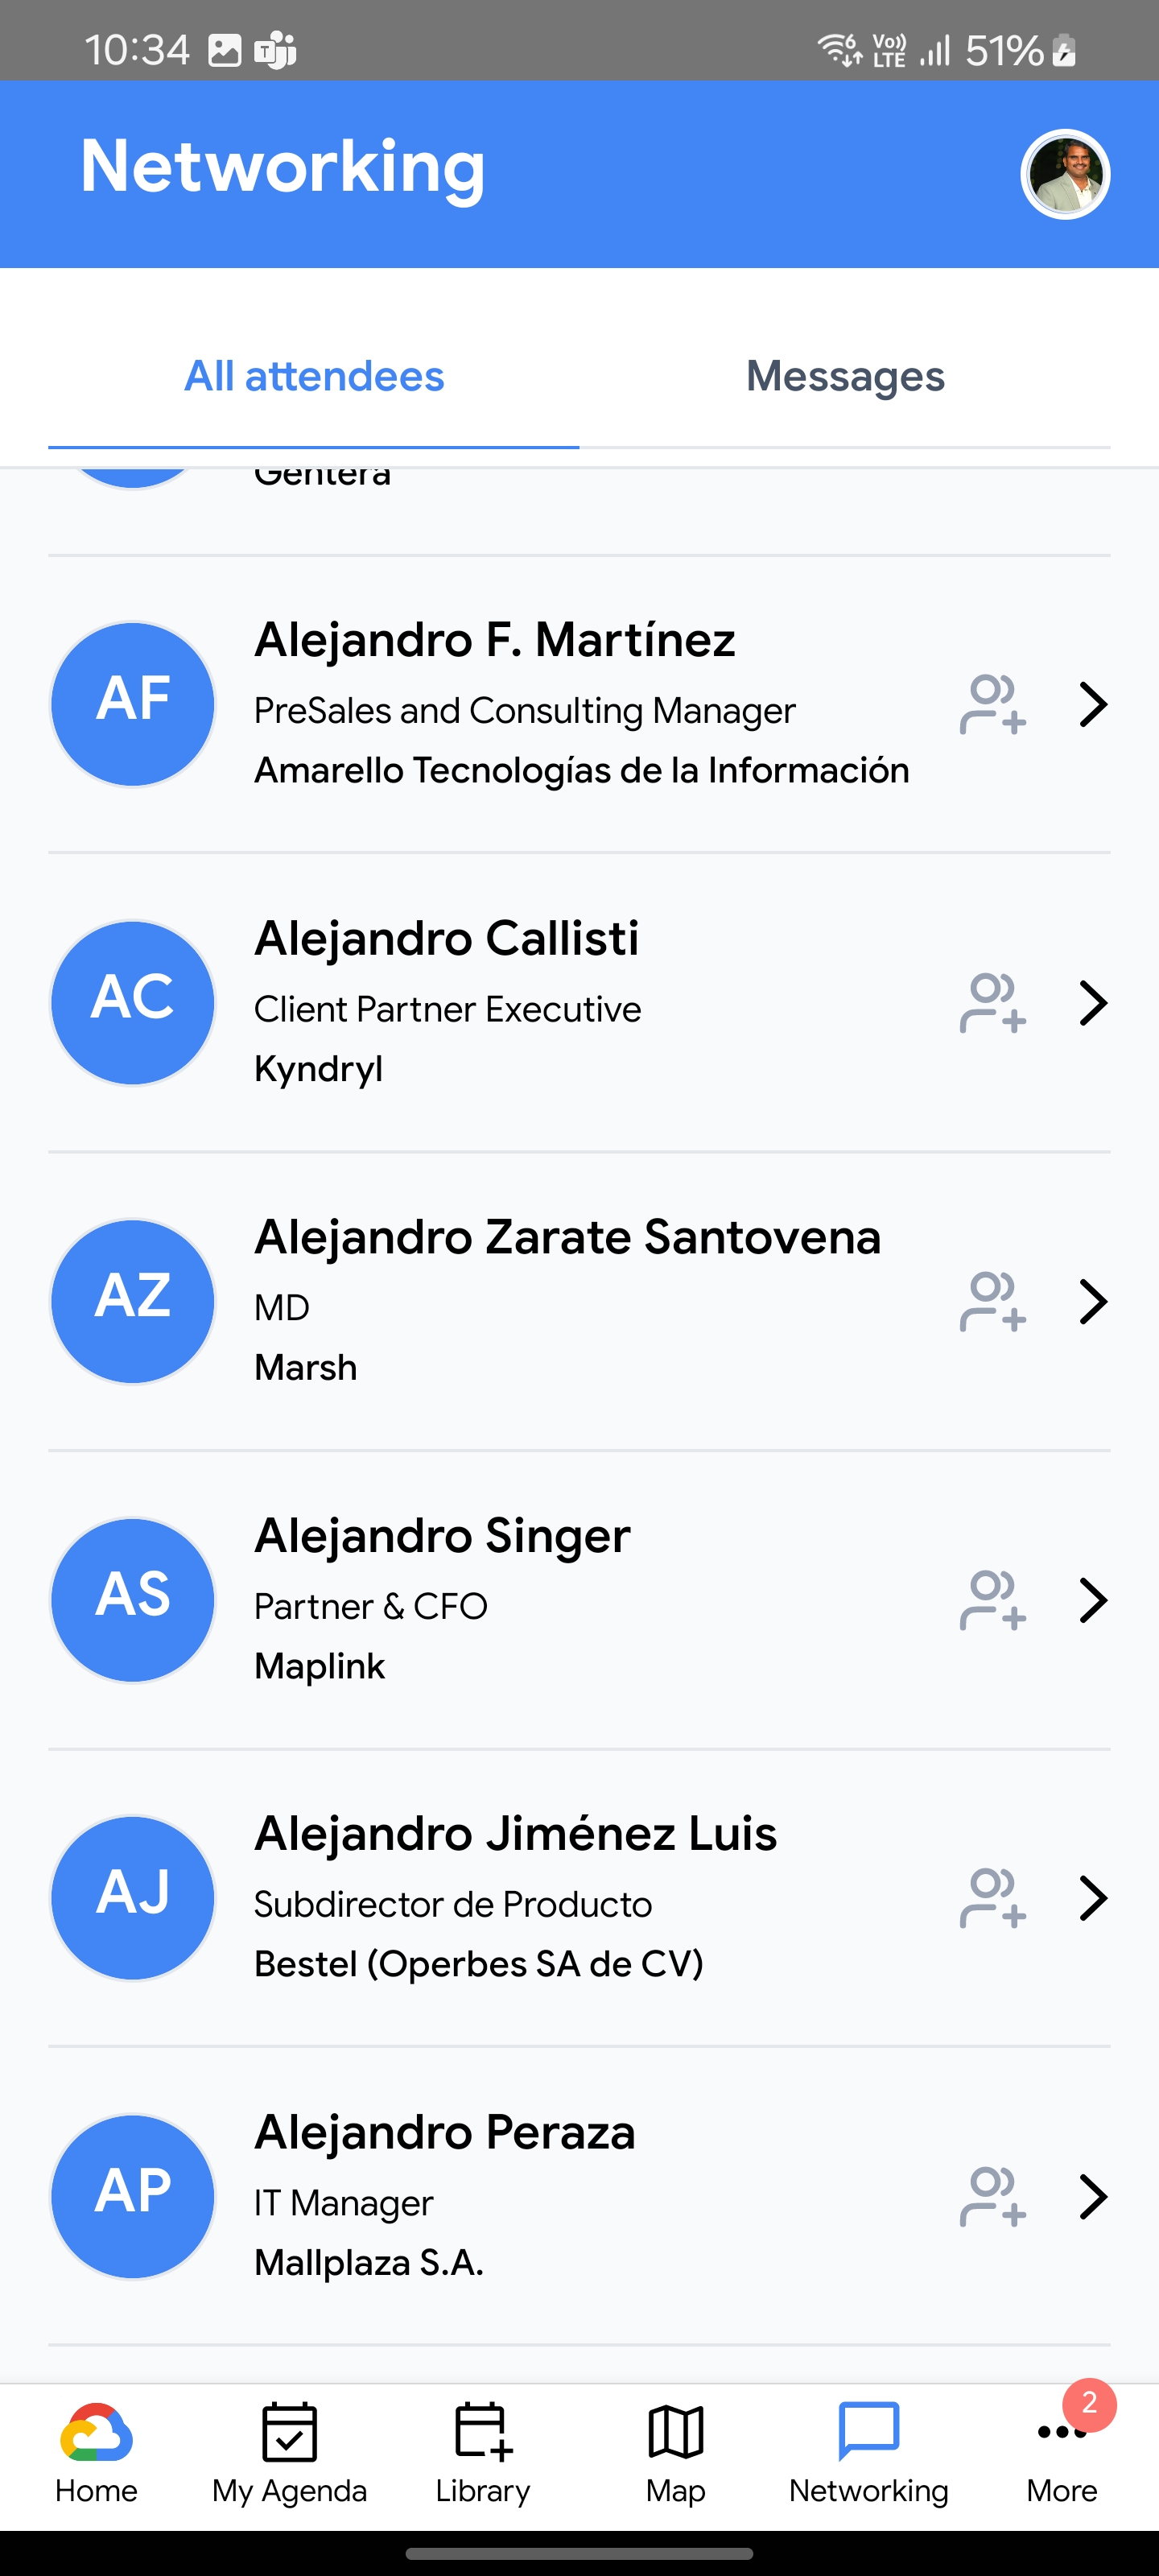 10:34
Vo)) LTE 51%
Networking
All attendees
Messages
Gentera
AF
Alejandro F. Martínez
PreSales and Consulting Manager
Amarello Tecnologías de la Información
AC
Alejandro Callisti
Client Partner Executive
Kyndryl
AZ
Alejandro Zarate Santovena
MD
Marsh
AS
Alejandro Singer
Partner & CFO
Maplink
AJ
Alejandro Jiménez Luis
Subdirector de Producto
Bestel (Operbes SA de CV)
AP
Alejandro Peraza
IT Manager
Mallplaza S.A.
2
Home
My Agenda
Library
Map
Networking
More